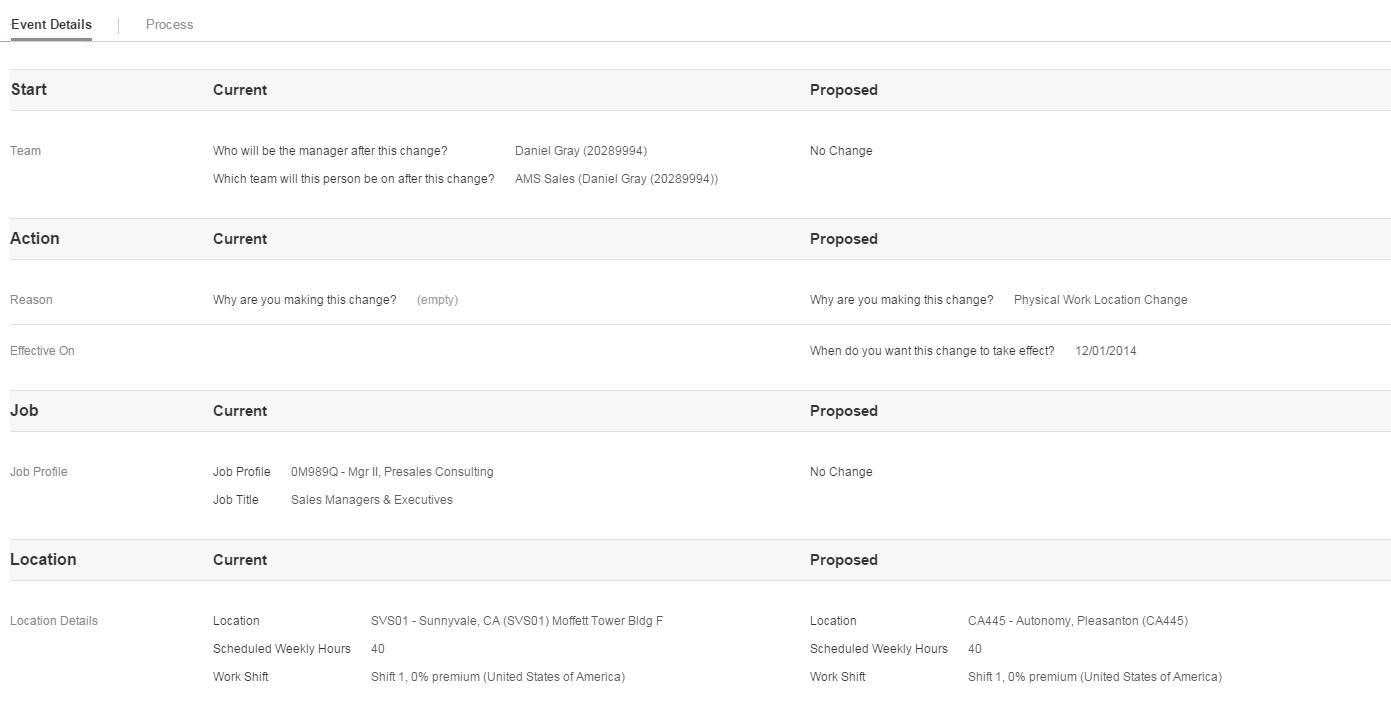 Event Details Process
Start Current Proposed
Team Who will be the manager after this change? Daniel Gray (20289994) No Change
Which team will this person be on after this change? AMS Sales (Daniel Gray (20289994))
Action Current Proposed
Reason Why are you making this change? (empty) Why are you making this change? Physical Work Location Change
Effective On When do you want this change to take effect? 12/01/2014
Job Current Proposed
Job Profile Job Profile 0M989Q - Mgr II, Presales Consulting No Change
Job Title Sales Managers & Executives
Location Current Proposed
Location Details Location SVS01 - Sunnyvale, CA (SVS01) Moffett Tower Bldg F Location CA445 - Autonomy, Pleasanton (CA445)
Scheduled Weekly Hours 40 Scheduled Weekly Hours 40
Work Shift Shift 1, 0% premium (United States of America) Work Shift Shift 1, 0% premium (United States of America)